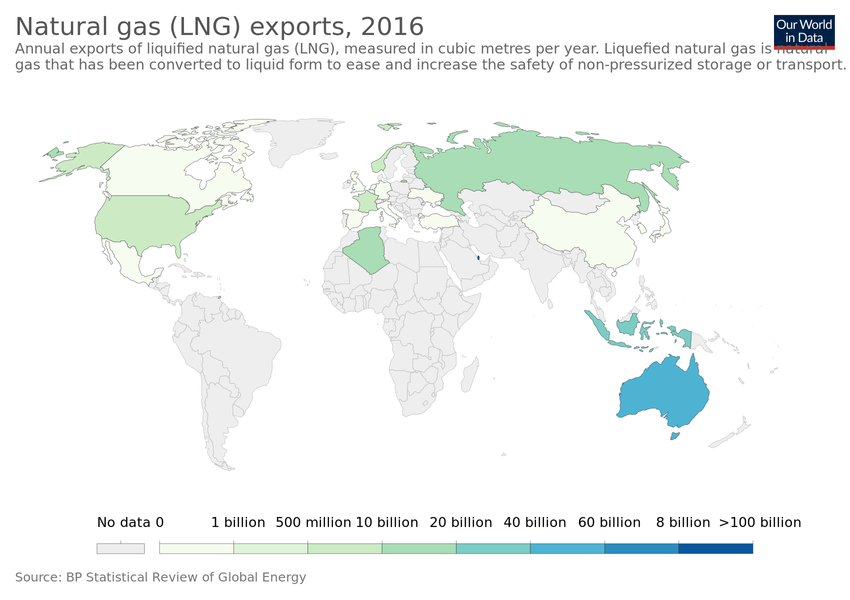 Natural gas (LNG) exports, 2016
Our World
in Data
Annual exports of liquified natural gas (LNG), measured in cubic metres per year. Liquefied natural gas is natural
gas that has been converted to liquid form to ease and increase the safety of non-pressurized storage or transport.
No data 0 1 billion 500 million 10 billion 20 billion 40 billion 60 billion 8 billion >100 billion
Source: BP Statistical Review of Global Energy